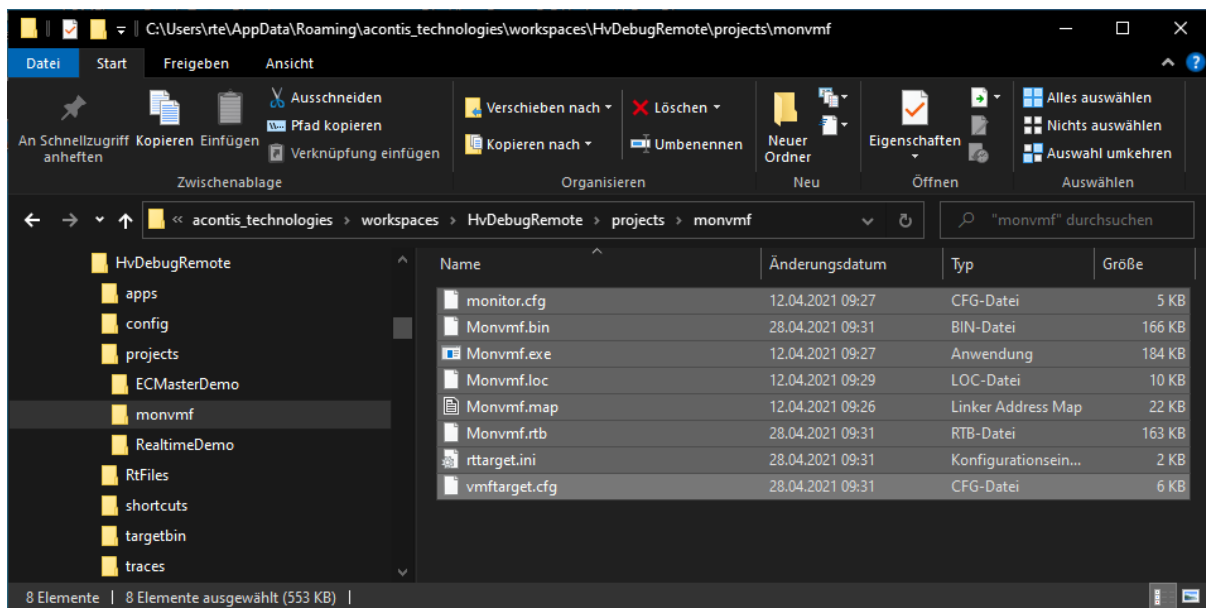 C:\Users\rte\AppData\Roaming\acontis_technologies\workspaces\HvDebugRemote\projects\monvmf
Datei Start Freigeben Ansicht
An Schnellzugriff anheften
Kopieren
Einfügen
Ausschneiden
Pfad kopieren
Verknüpfung einfügen
Verschieben nach
Kopieren nach
Löschen
Umbenennen
Neuer Ordner
Eigenschaften
Alles auswählen
Nichts auswählen
Auswahl umkehren
Zwischenablage Organisieren Neu Öffnen Auswählen
« acontis_technologies > workspaces > HvDebugRemote > projects > monvmf
"monvmf" durchsuchen
HvDebugRemote
apps
config
projects
ECMasterDemo
monvmf
RealtimeDemo
RtFiles
shortcuts
targetbin
traces
Name Änderungsdatum Typ Größe
monitor.cfg 12.04.2021 09:27 CFG-Datei 5 KB
Monvmf.bin 28.04.2021 09:31 BIN-Datei 166 KB
Monvmf.exe 12.04.2021 09:27 Anwendung 184 KB
Monvmf.loc 12.04.2021 09:29 LOC-Datei 10 KB
Monvmf.map 12.04.2021 09:26 Linker Address Map 22 KB
Monvmf.rtb 28.04.2021 09:31 RTB-Datei 163 KB
rttarget.ini 28.04.2021 09:31 Konfigurationsein... 2 KB
vmftarget.cfg 28.04.2021 09:31 CFG-Datei 6 KB
8 Elemente | 8 Elemente ausgewählt (553 KB) |